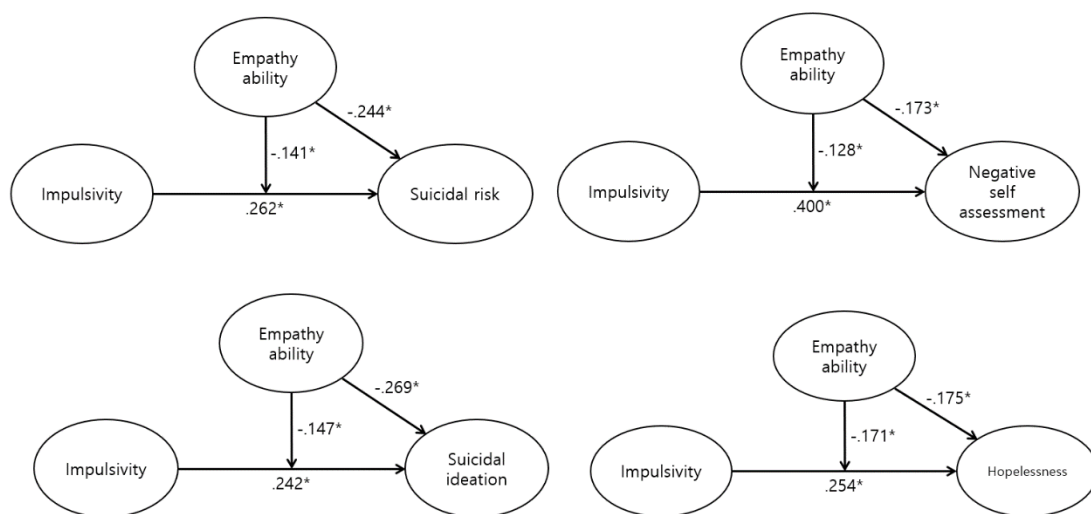 Empathy
ability
-.244*
-.141*
Impulsivity
Suicidal risk
.262*
Empathy
ability
-.173*
-.128*
Impulsivity
Negative
self
assessment
.400*
Empathy
ability
-.269*
-.147*
Impulsivity
Suicidal
ideation
.242*
Empathy
ability
-.175*
-.171*
Impulsivity
Hopelessness
.254*